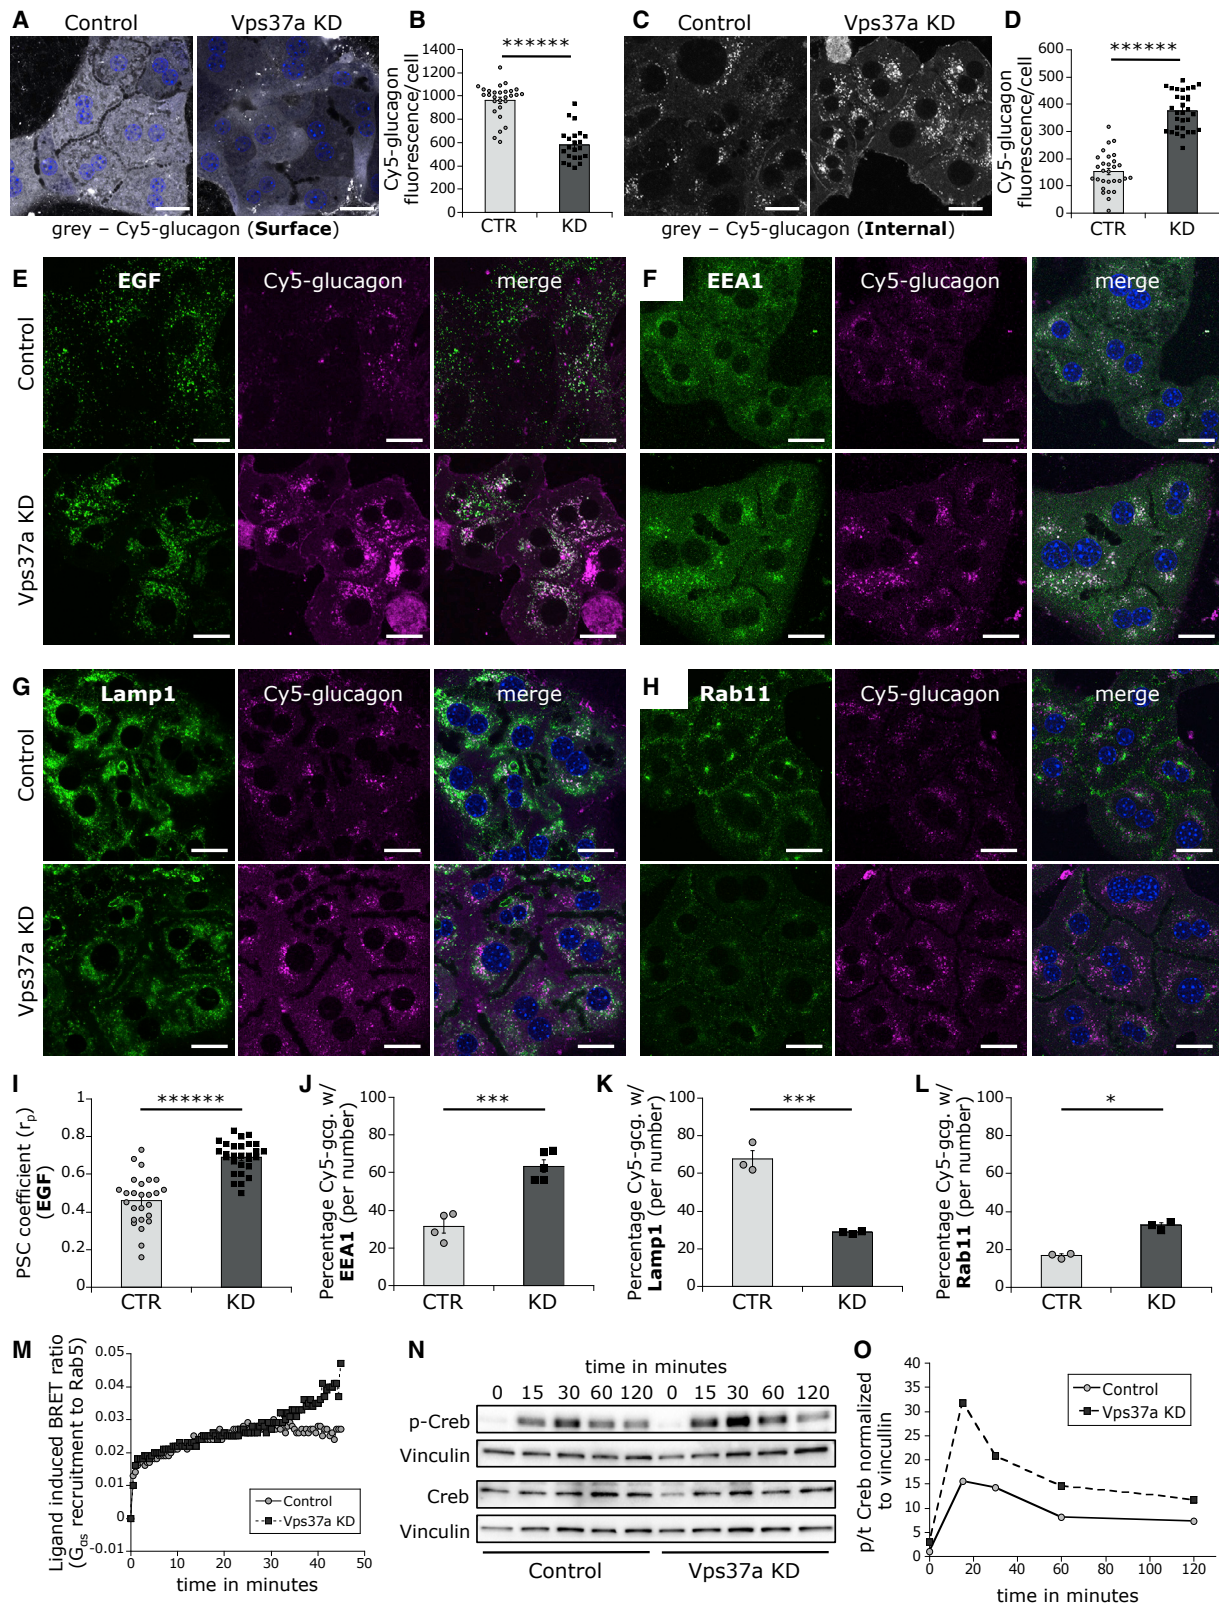 A
Control
Vps37a KD
grey – Cy5-glucagon (Surface)
B
******
Cy5-glucagon
fluorescence/cell
1400
1200
1000
800
600
400
200
0
CTR
KD
C
Control
Vps37a KD
grey – Cy5-glucagon (Internal)
D
******
Cy5-glucagon
fluorescence/cell
600
500
400
300
200
100
0
CTR
KD
E
EGF
Cy5-glucagon
merge
Control
Vps37a KD
F
EEA1
Cy5-glucagon
merge
G
Lamp1
Cy5-glucagon
merge
Control
Vps37a KD
H
Rab11
Cy5-glucagon
merge
I
******
PSC coefficient (rp)
(EGF)
1
0.8
0.6
0.4
0.2
0
CTR
KD
J
***
Percentage Cy5-gcg. w/
EEA1 (per number)
100
80
60
40
20
0
CTR
KD
K
***
Percentage Cy5-gcg. w/
Lamp1 (per number)
100
80
60
40
20
0
CTR
KD
L
*
Percentage Cy5-gcg. w/
Rab11 (per number)
100
80
60
40
20
0
CTR
KD
M
Ligand induced BRET ratio
(Gαs recruitment to Rab5)
0.05
0.04
0.03
0.02
0.01
0
-0.01
0
10
20
30
40
50
Control
Vps37a KD
time in minutes
N
time in minutes
0 15 30 60 120 0 15 30 60 120
p-Creb
Vinculin
Creb
Vinculin
Control
Vps37a KD
O
p/t Creb normalized
to vincullin
40
35
30
25
20
15
10
5
0
0 20 40 60 80 100 120
Control
Vps37a KD
time in minutes